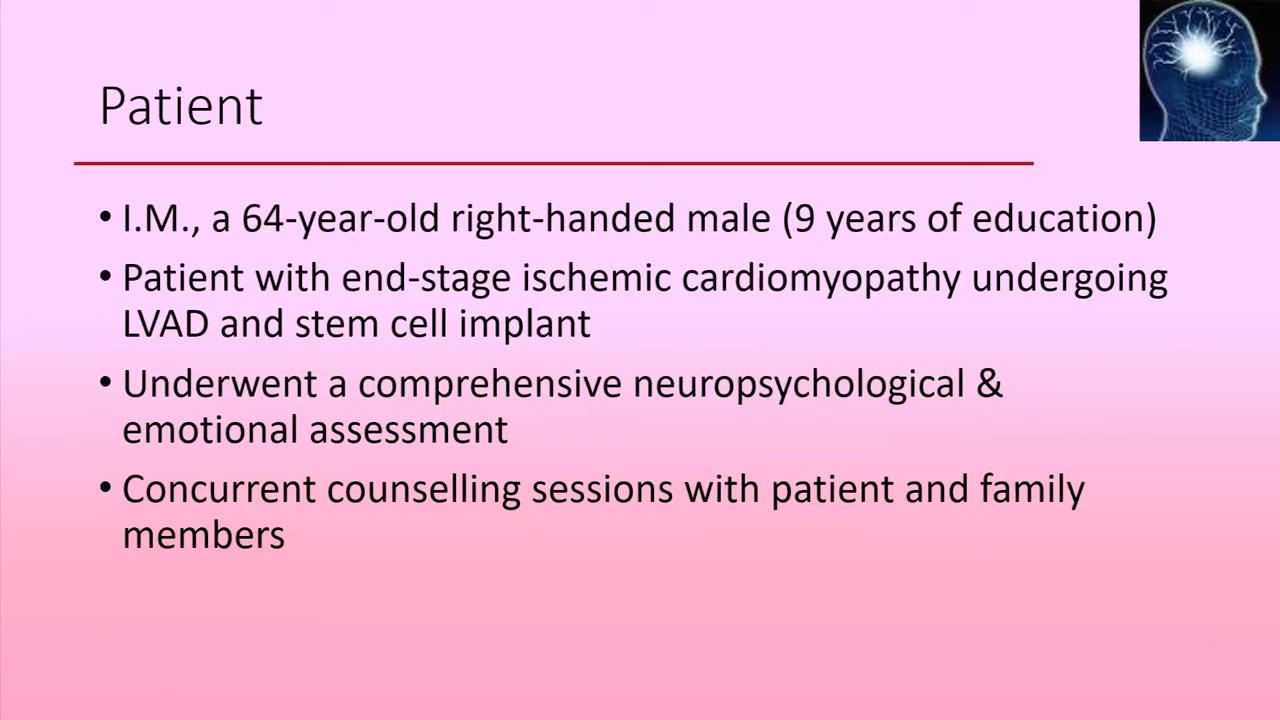 Patient
• I.M., a 64-year-old right-handed male (9 years of education)
• Patient with end-stage ischemic cardiomyopathy undergoing
LVAD and stem cell implant
• Underwent a comprehensive neuropsychological &
emotional assessment
• Concurrent counselling sessions with patient and family
members